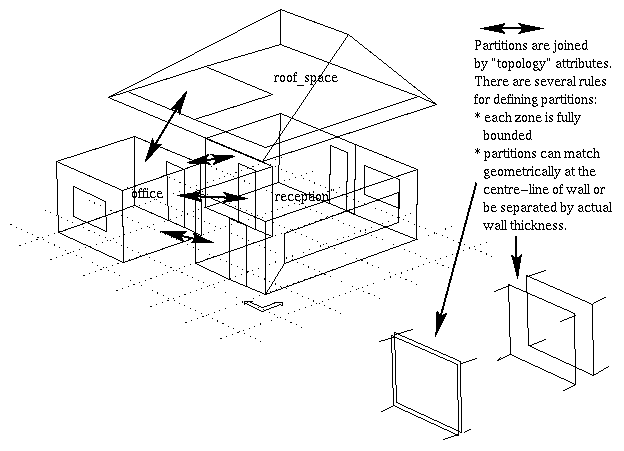 Partitions are joined
by "topology" attributes.
There are several rules
for defining partitions:
* each zone is fully
bounded
* partitions can match
geometrically at the
centre-line of wall or
be separated by actual
wall thickness.
roof_space
office
reception